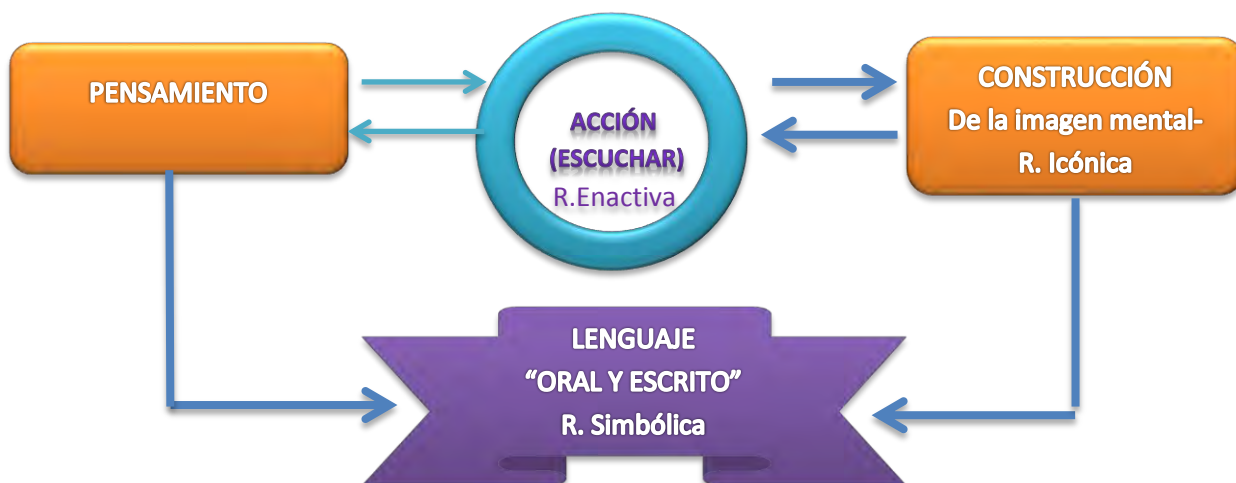 PENSAMIENTO
ACCIÓN
(ESCUCHAR)
R.Enactiva
CONSTRUCCIÓN
De la imagen mental-
R. Icónica
LENGUAJE
“ORAL Y ESCRITO”
R. Simbólica